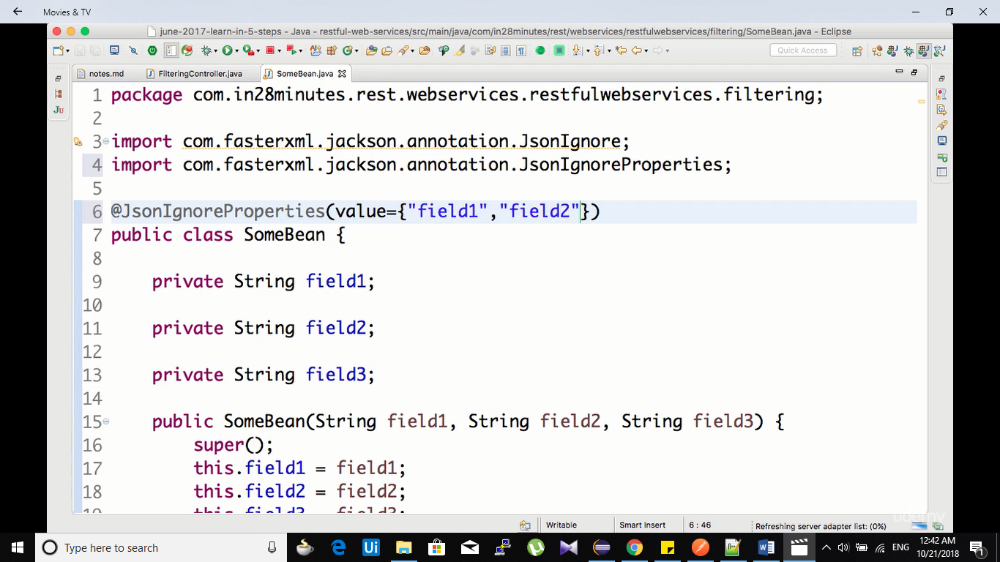 Movies & TV
june-2017-learn-in-5-steps - Java - restful-web-services/src/main/java/com/in28minutes/rest/webservices/restfulwebservices/filtering/SomeBean.java - Eclipse
Quick Access
notes.md FilteringController.java SomeBean.java
1 package com.in28minutes.rest.webservices.restfulwebservices.filtering;
2
3 import com.fasterxml.jackson.annotation.JsonIgnore;
4 import com.fasterxml.jackson.annotation.JsonIgnoreProperties;
5
6 @JsonIgnoreProperties(value={"field1","field2"})
7 public class SomeBean {
8
9 private String field1;
10
11 private String field2;
12
13 private String field3;
14
15 public SomeBean(String field1, String field2, String field3) {
16 super();
17 this.field1 = field1;
18 this.field2 = field2;
19 this.field3 = field3;
Writable Smart Insert 6 : 46 Refreshing server adapter list: (0%)
udemy
Type here to search
Ui
ENG
12:42 AM
10/21/2018
1